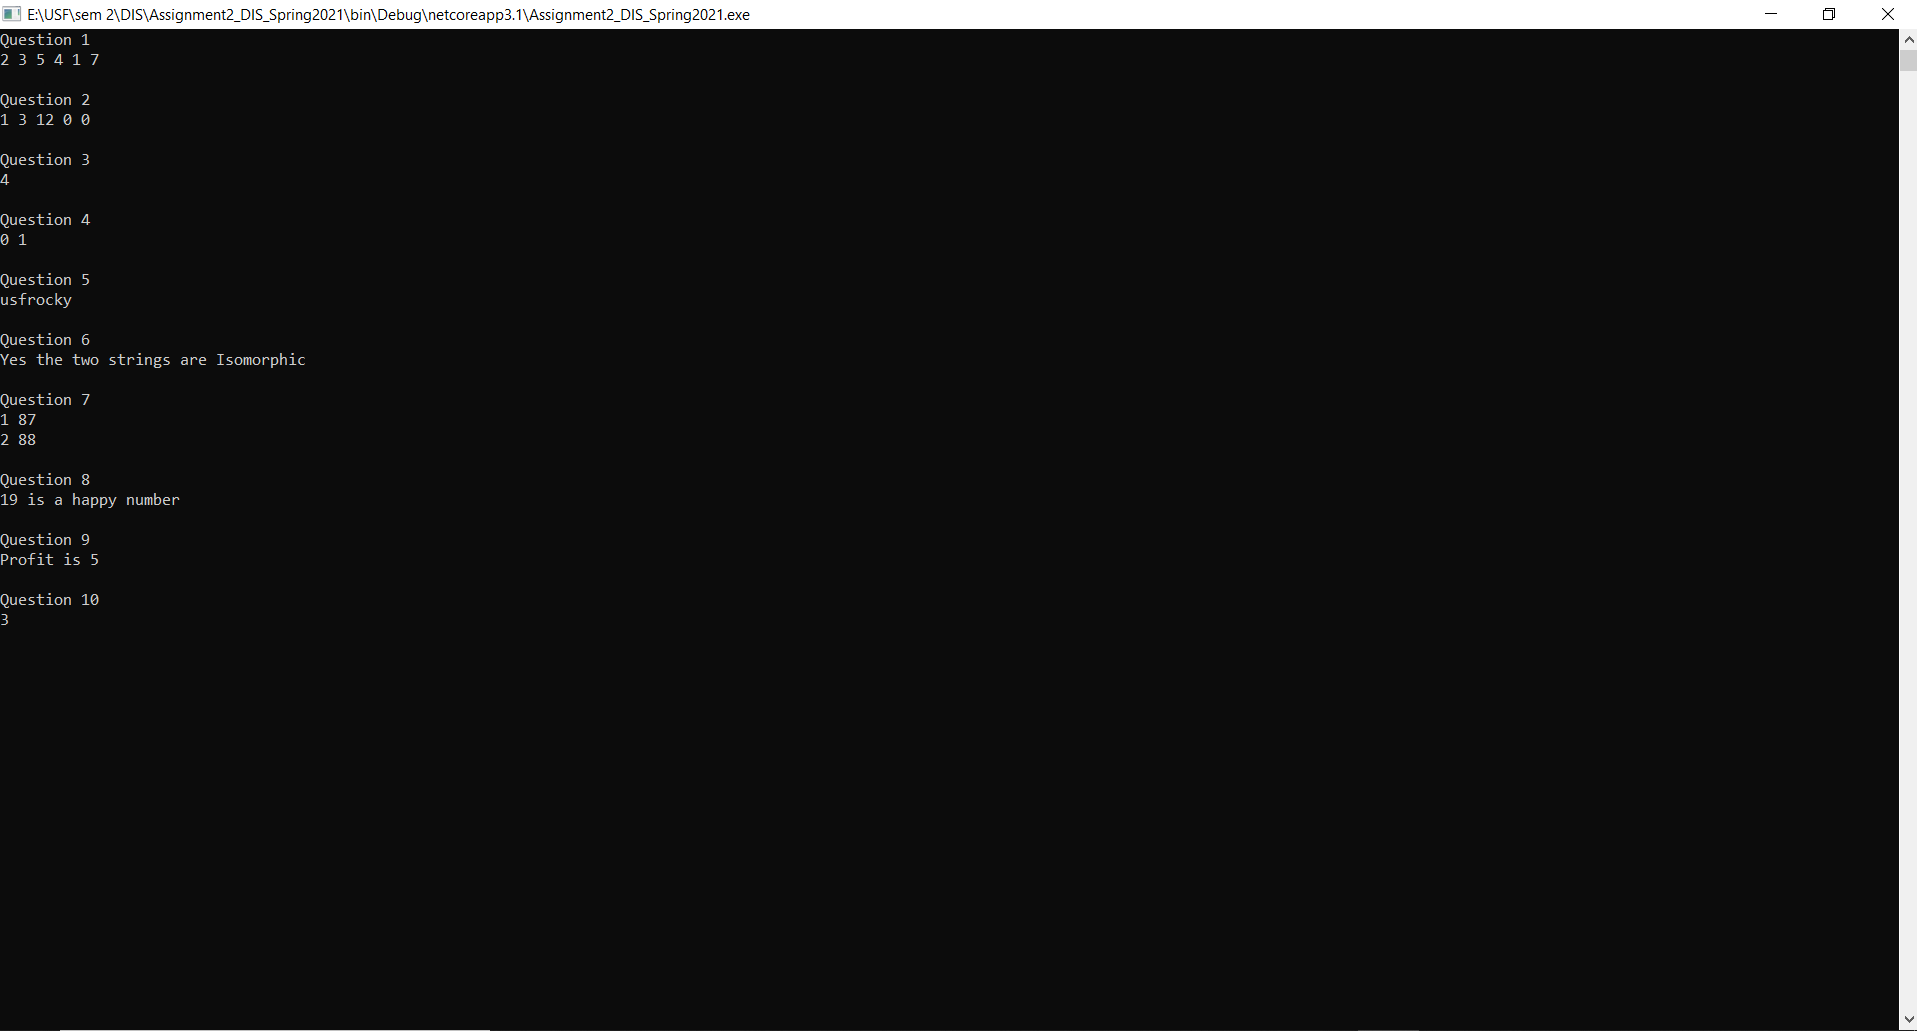 E:\USF\sem 2\DIS\Assignment2_DIS_Spring2021\bin\Debug\netcoreapp3.1\Assignment2_DIS_Spring2021.exe
Question 1
2 3 5 4 1 7
Question 2
1 3 12 0 0
Question 3
4
Question 4
0 1
Question 5
usfrocky
Question 6
Yes the two strings are Isomorphic
Question 7
1 87
2 88
Question 8
19 is a happy number
Question 9
Profit is 5
Question 10
3